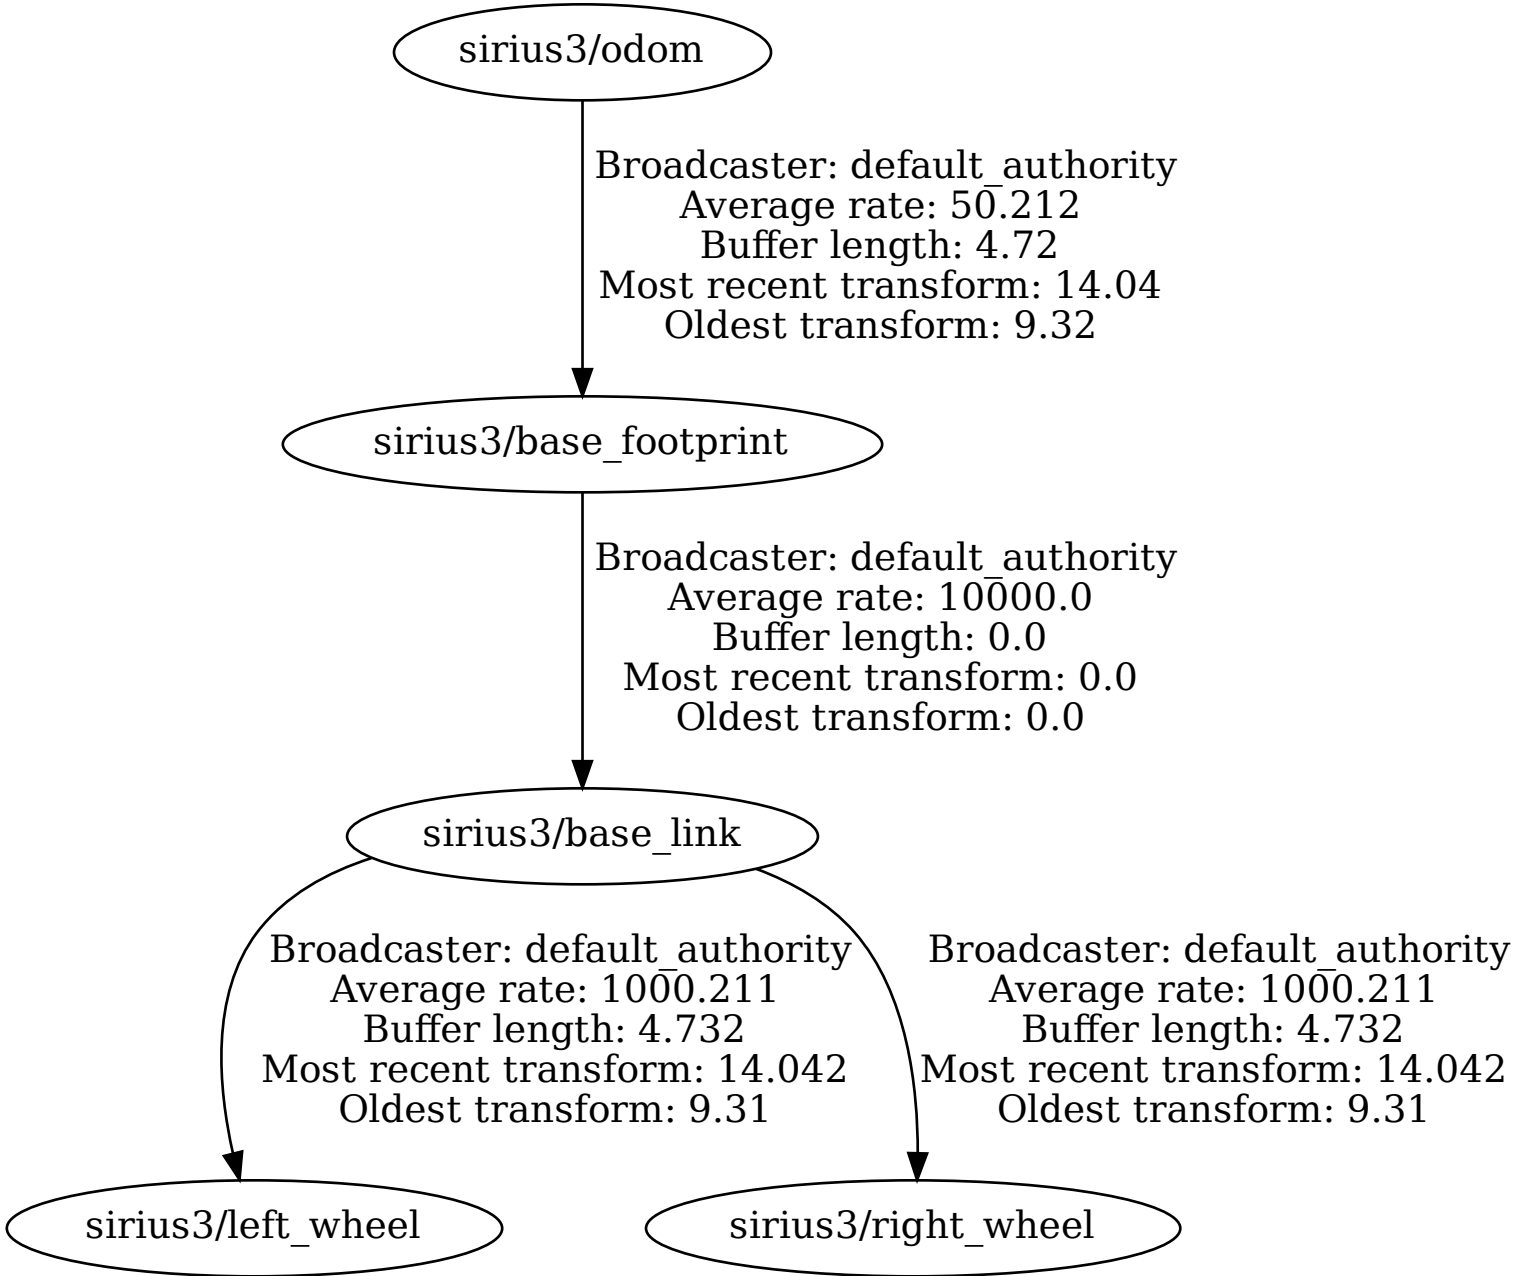 sirius3/odom
Broadcaster: default_authority
Average rate: 50.212
Buffer length: 4.72
Most recent transform: 14.04
Oldest transform: 9.32
sirius3/base_footprint
Broadcaster: default_authority
Average rate: 10000.0
Buffer length: 0.0
Most recent transform: 0.0
Oldest transform: 0.0
sirius3/base_link
Broadcaster: default_authority
Average rate: 1000.211
Buffer length: 4.732
Most recent transform: 14.042
Oldest transform: 9.31
Broadcaster: default_authority
Average rate: 1000.211
Buffer length: 4.732
Most recent transform: 14.042
Oldest transform: 9.31
sirius3/left_wheel
sirius3/right_wheel